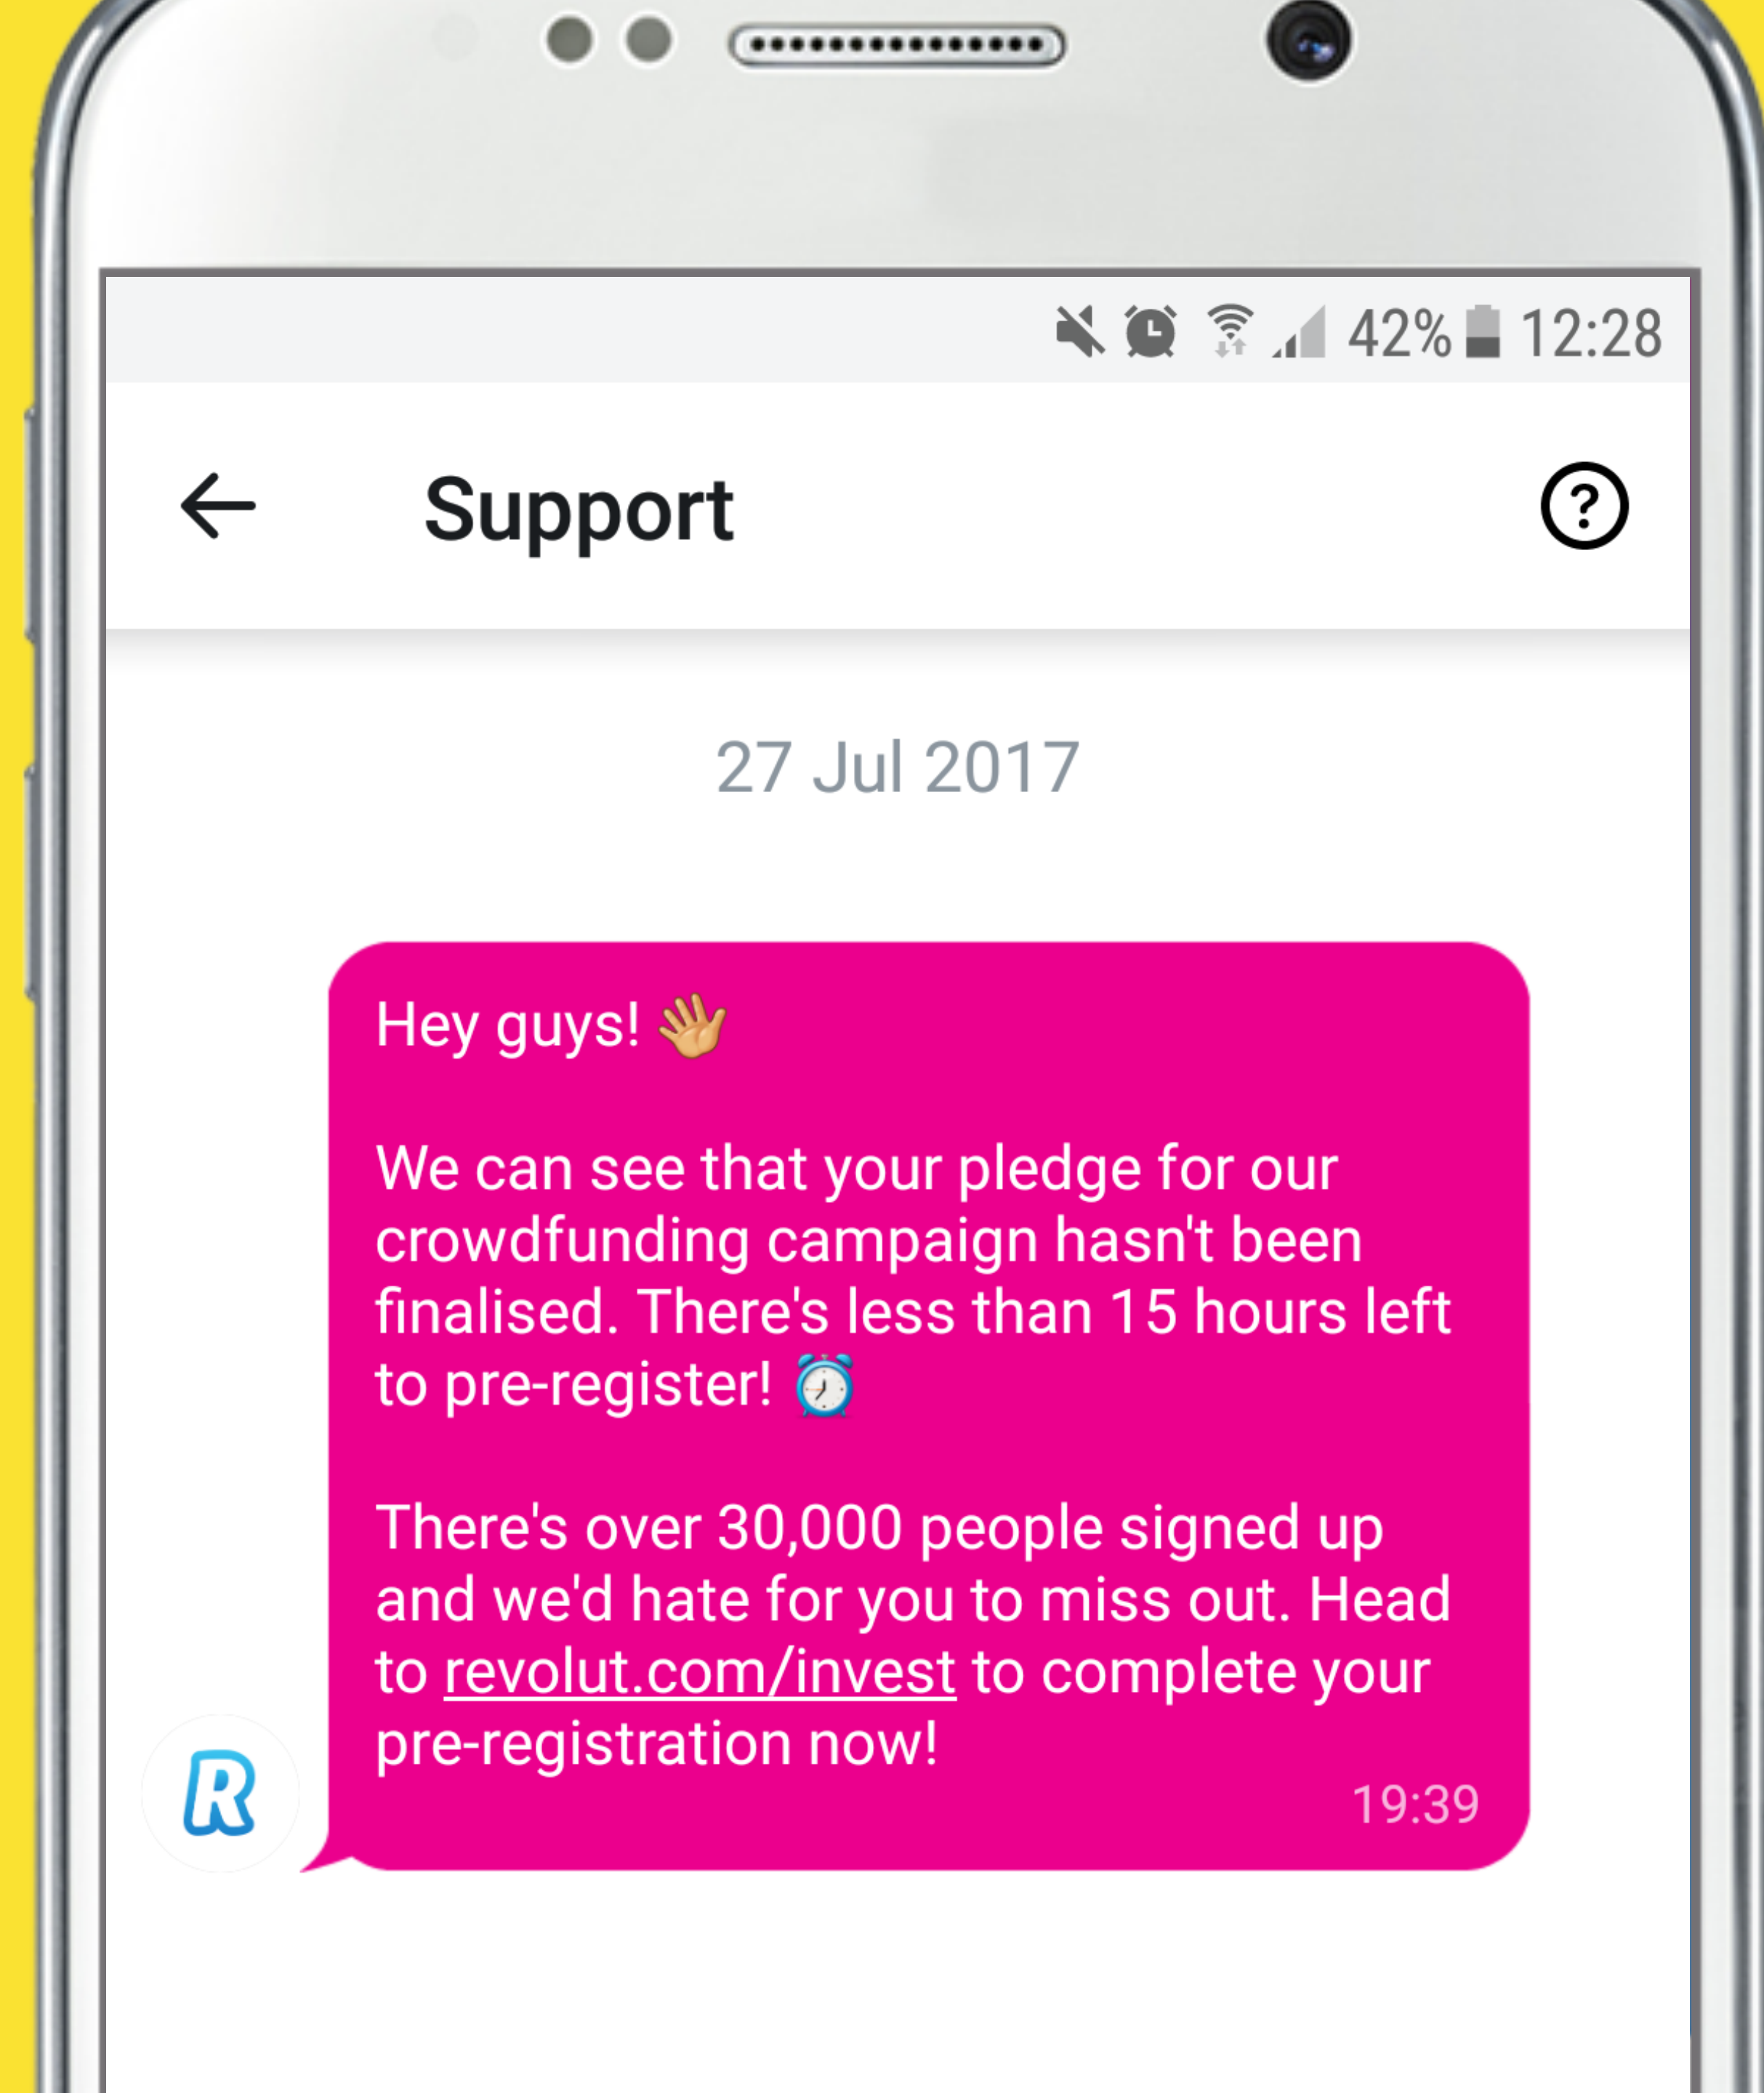 42% 12:28
Support
27 Jul 2017
Hey guys! 👋
We can see that your pledge for our
crowdfunding campaign hasn't been
finalised. There's less than 15 hours left
to pre-register! ⏰
There's over 30,000 people signed up
and we'd hate for you to miss out. Head
to revolut.com/invest to complete your
pre-registration now!
19:39
R